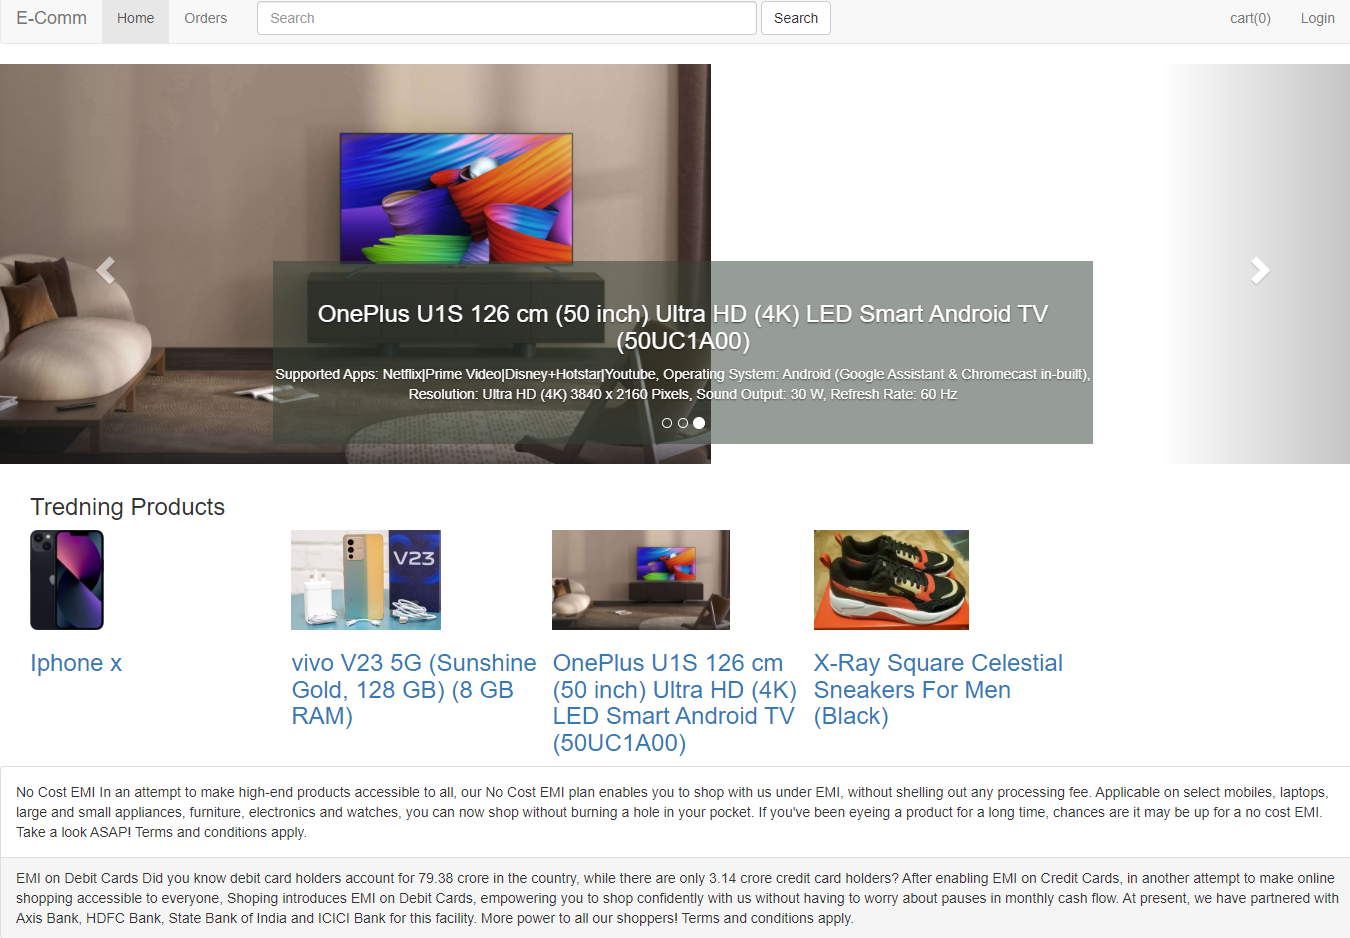 E-Comm Home Orders Search Search cart(0) Login
OnePlus U1S 126 cm (50 inch) Ultra HD (4K) LED Smart Android TV
(50UC1A00)
Supported Apps: Netflix|Prime Video|Disney+Hotstar|Youtube, Operating System: Android (Google Assistant & Chromecast in-built),
Resolution: Ultra HD (4K) 3840 x 2160 Pixels, Sound Output: 30 W, Refresh Rate: 60 Hz
Tredning Products
V23
Iphone x
vivo V23 5G (Sunshine
Gold, 128 GB) (8 GB
RAM)
OnePlus U1S 126 cm
(50 inch) Ultra HD (4K)
LED Smart Android TV
(50UC1A00)
X-Ray Square Celestial
Sneakers For Men
(Black)
No Cost EMI In an attempt to make high-end products accessible to all, our No Cost EMI plan enables you to shop with us under EMI, without shelling out any processing fee. Applicable on select mobiles, laptops,
large and small appliances, furniture, electronics and watches, you can now shop without burning a hole in your pocket. If you've been eyeing a product for a long time, chances are it may be up for a no cost EMI.
Take a look ASAP! Terms and conditions apply.
EMI on Debit Cards Did you know debit card holders account for 79.38 crore in the country, while there are only 3.14 crore credit card holders? After enabling EMI on Credit Cards, in another attempt to make online
shopping accessible to everyone, Shoping introduces EMI on Debit Cards, empowering you to shop confidently with us without having to worry about pauses in monthly cash flow. At present, we have partnered with
Axis Bank, HDFC Bank, State Bank of India and ICICI Bank for this facility. More power to all our shoppers! Terms and conditions apply.